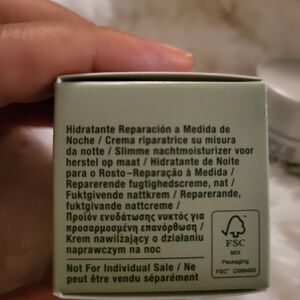 Hidratante Reparación a Medida de
Noche / Crema riparatrice su misura
da notte / Slimme nachtmoisturizer voor
herstel op maat / Hidratante de Noite
para o Rosto–Reparação à Medida /
Reparerende fugtighedscreme, nat /
Fuktgivende nattkrem / Reparerande,
fuktgivande nattcreme /
Προϊόν ενυδάτωσης νυκτός για
προσαρμοσμένη επανόρθωση /
Krem nawilżający o działaniu
naprawczym na noc
Not For Individual Sale / Ne
peut être vendu séparément
FSC
MIX
Packaging
FSC®